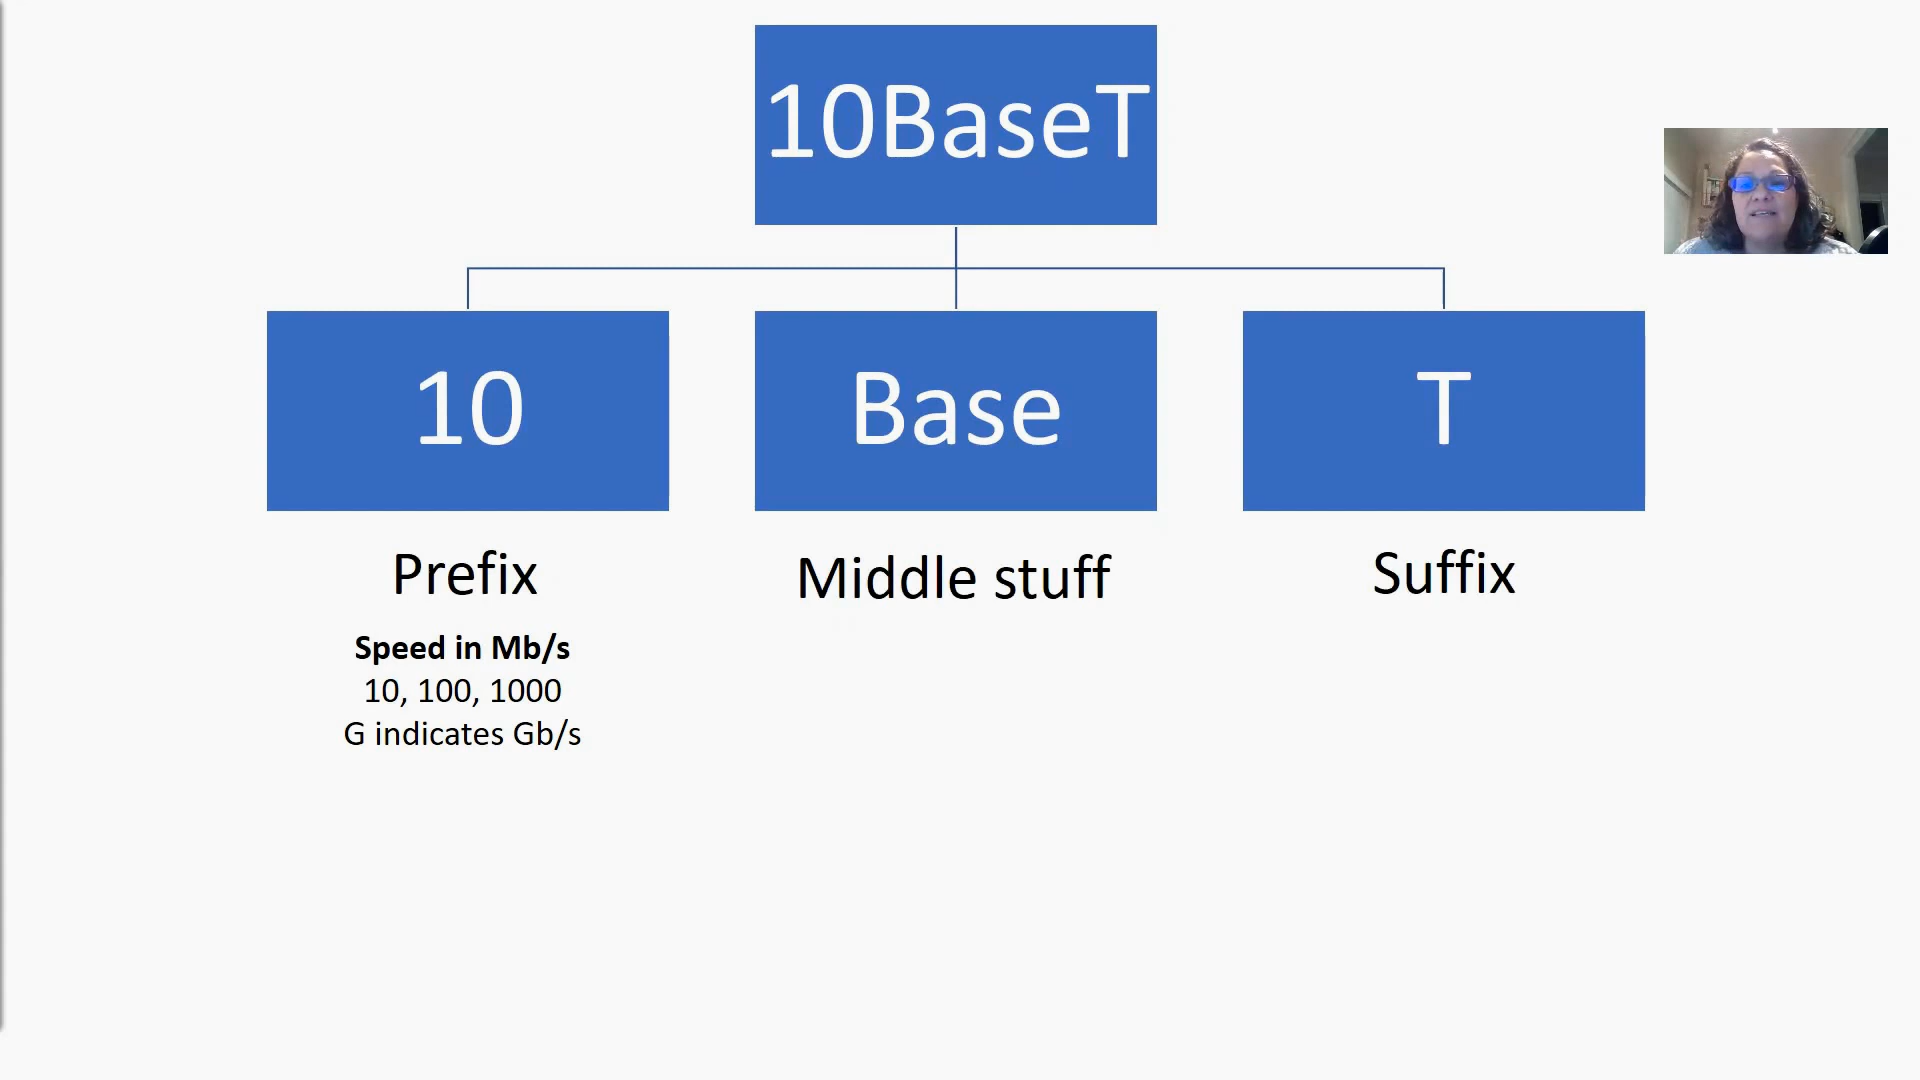 10BaseT
10
Base
T
Prefix
Middle stuff
Suffix
Speed in Mb/s
10, 100, 1000
G indicates Gb/s